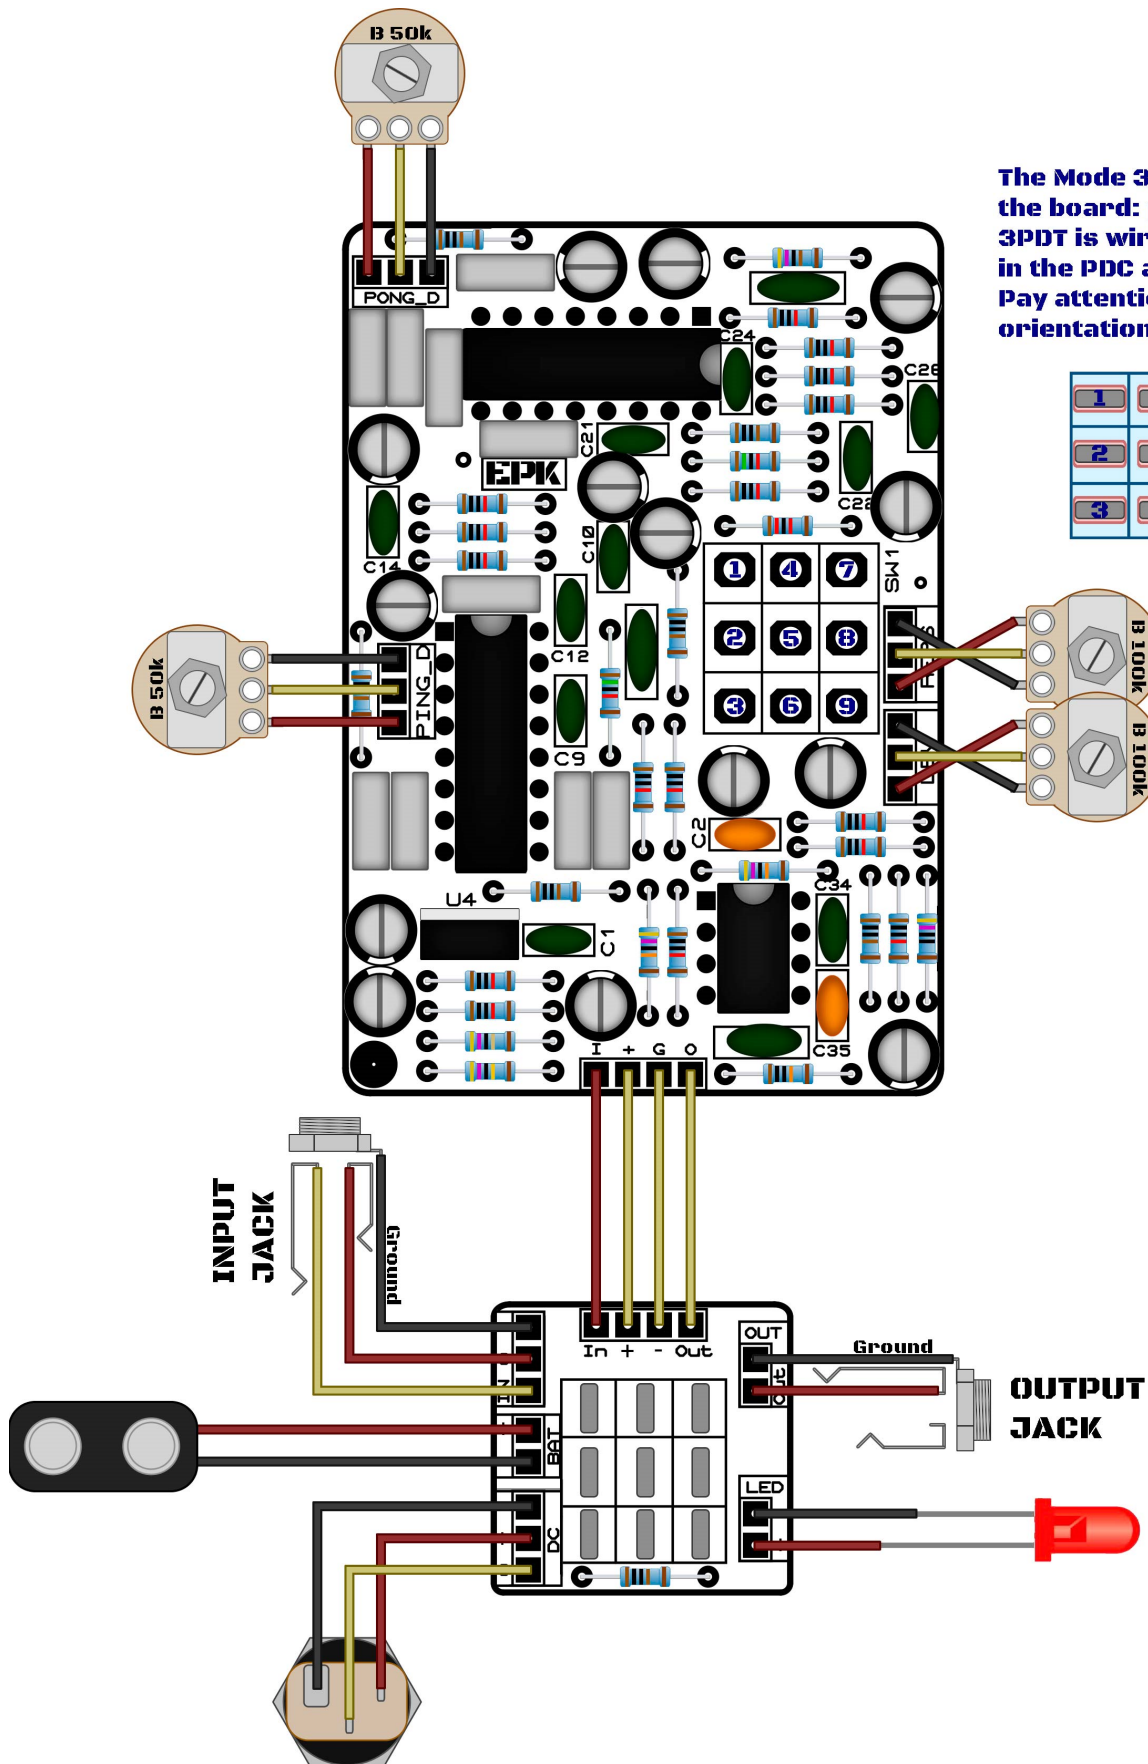 B 50k
The Mode 3
the board:
3PDT is wir
in the PDC a
Pay attenti
orientation
PONG_D
C24
C28
1
2
3
C21
EPK
C22
C10
C14
1 4 7
SW1
2 5 8
3 6 9
C12
PING_D
B 50k
C9
B 100k
B 100k
C2
U4
C34
C1
C35
I + G O
INPUT
JACK
Ground
In + - Out
OUT
Out
Ground
OUTPUT
JACK
IN
BAT
LED
DC